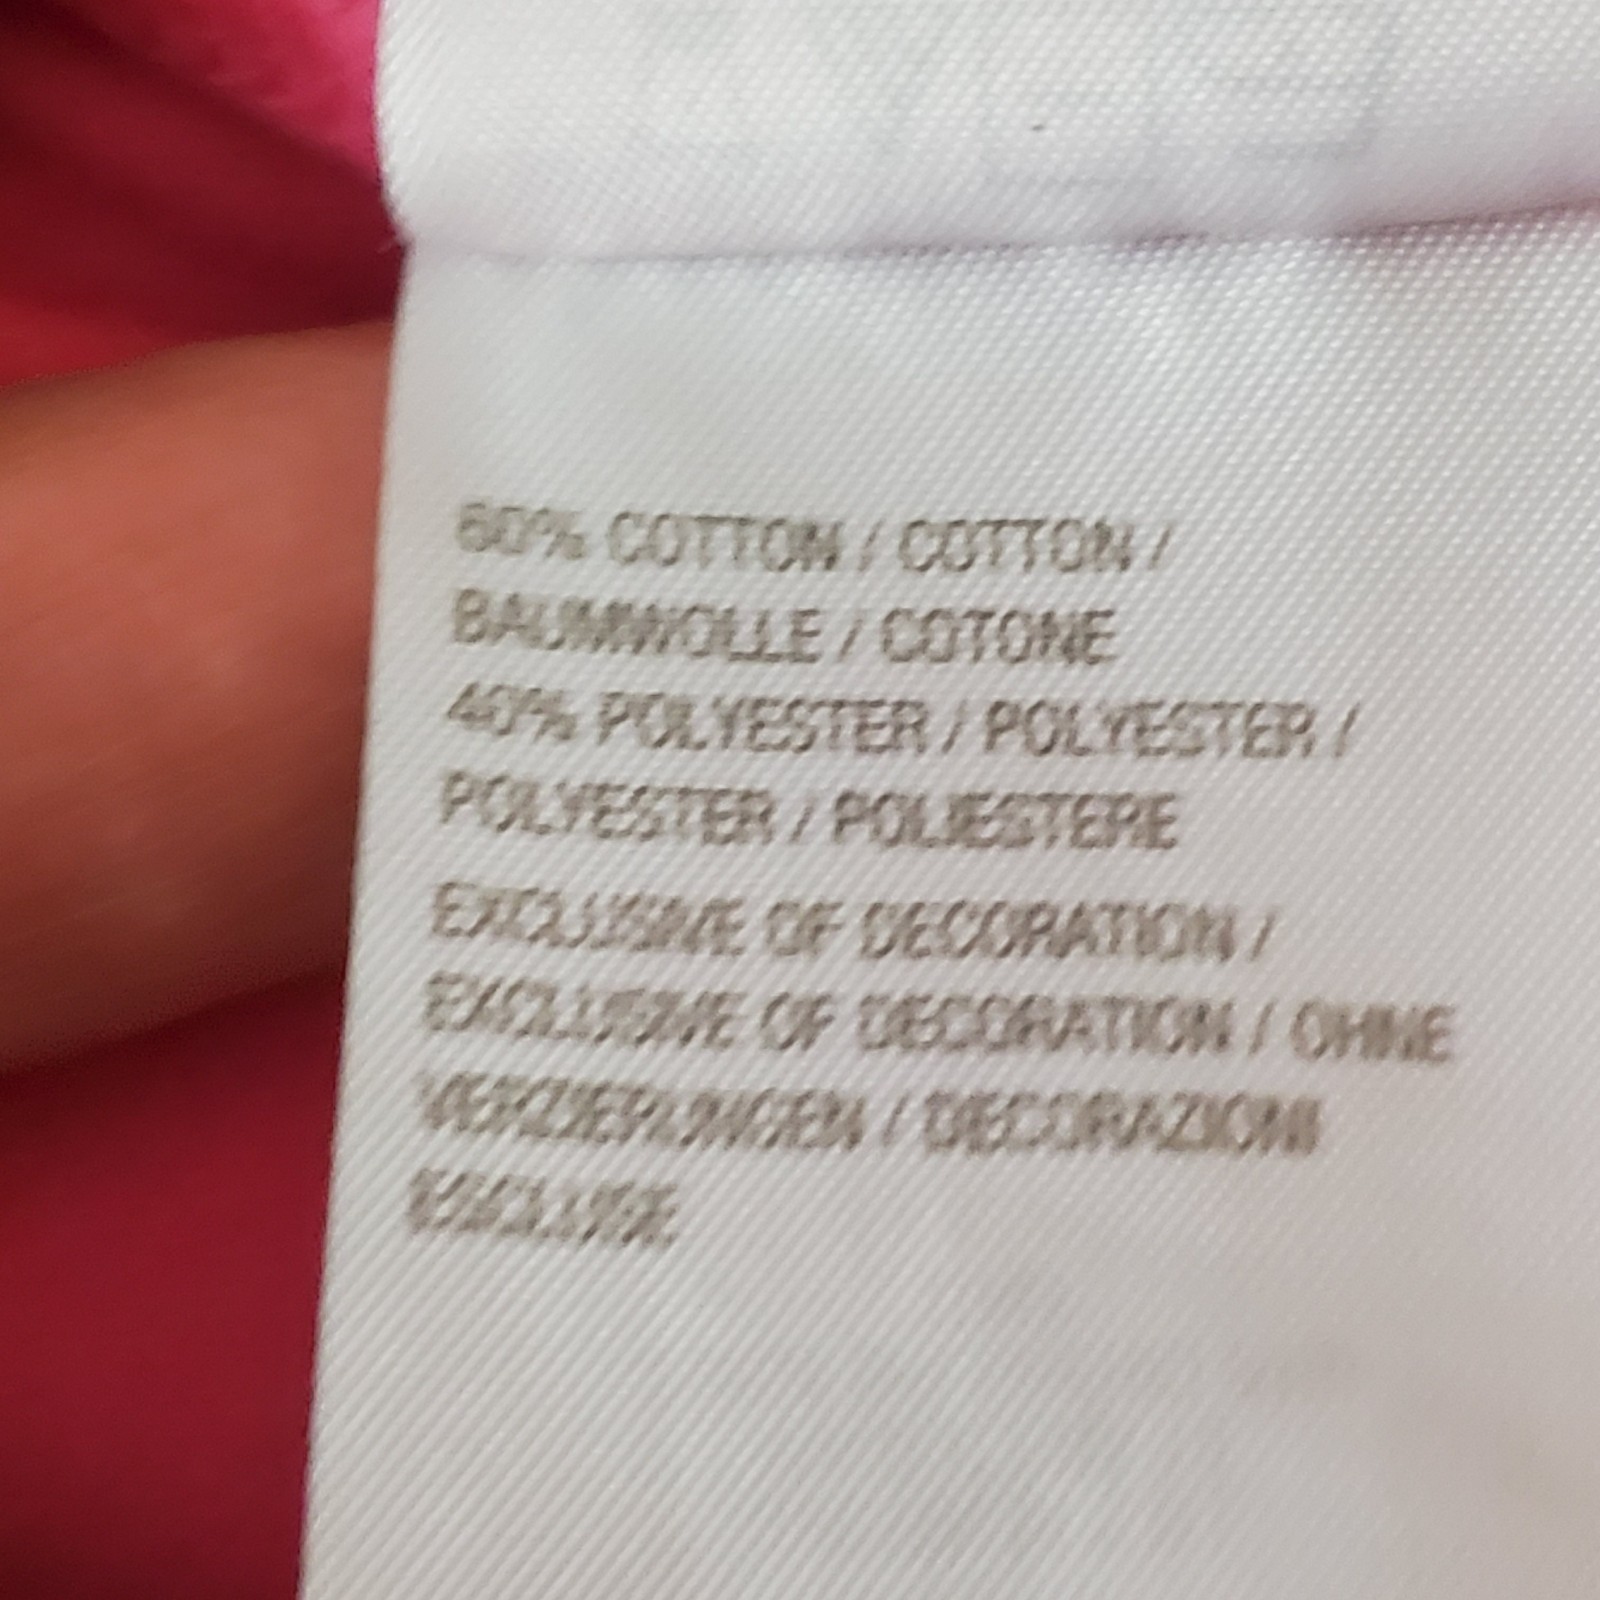 60% COTTON / COTTON /
BAUMWOLLE / COTONE
40% POLYESTER / POLYESTER /
POLYESTER / POLIESTERE
EXCLUSIVE OF DECORATION /
EXCLUSIVE OF DECORATION / OHNE
VERZIERUNGEN / DECORAZIONI
ESCLUSE